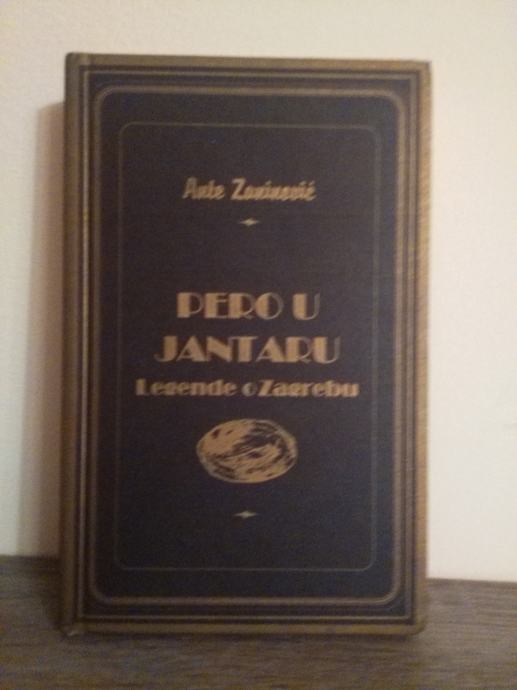 Ante Zaninović
PERO U
JANTARU
Legende o Zagrebu